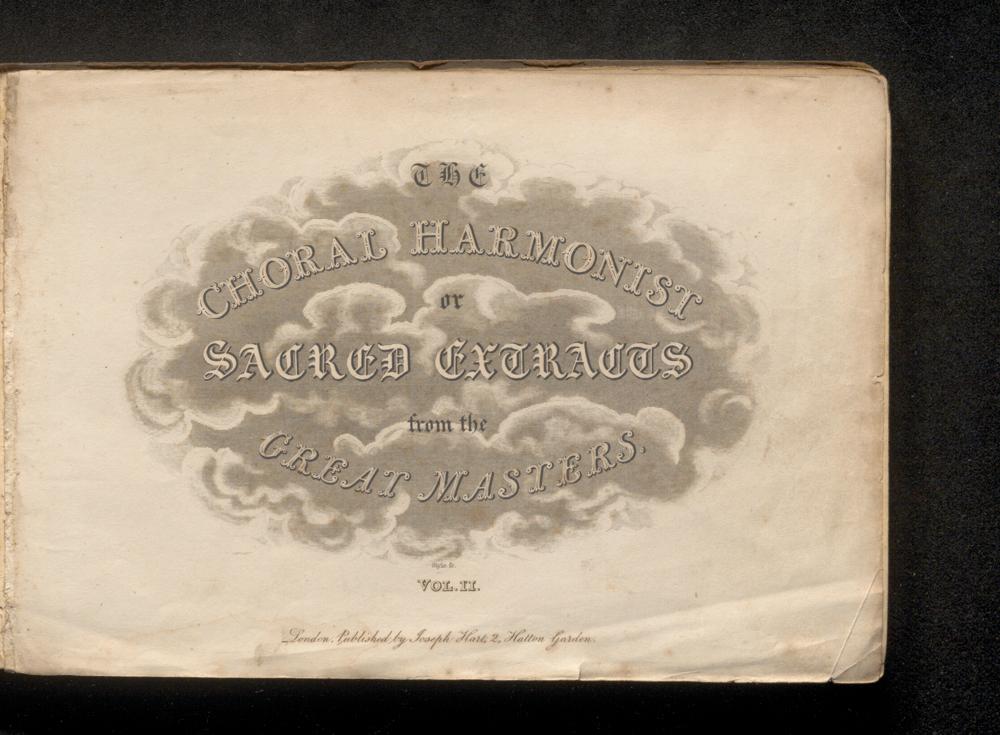 THE
CHORAL HARMONIST
or
SACRED EXTRACTS
from the
GREAT MASTERS.
VOL. II.
London, Published by Joseph Hart, 2, Hatton Garden.